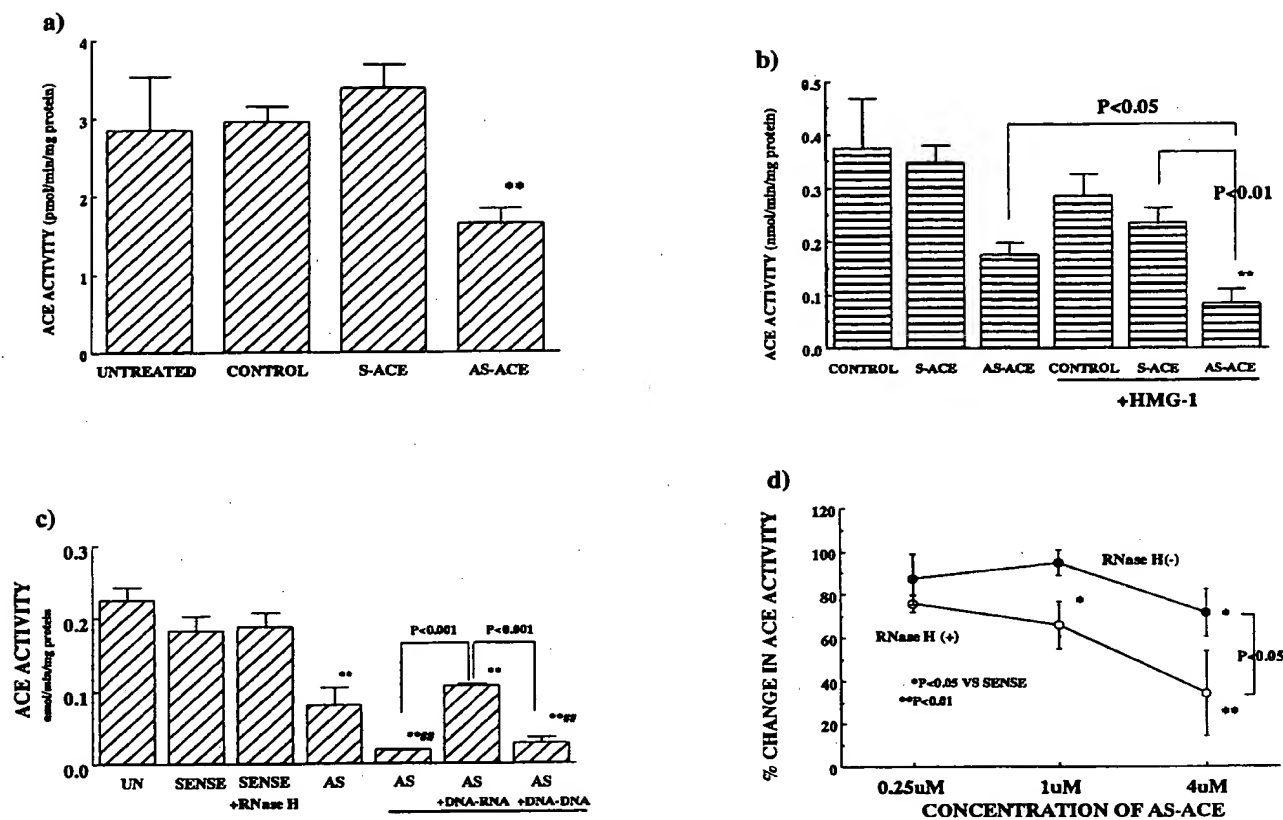 a)
ACE ACTIVITY (pmol/min/mg protein)
4
3
2
1
0
**
UNTREATED CONTROL S-ACE AS-ACE
b)
ACE ACTIVITY (nmol/min/mg protein)
0.5
0.4
0.3
0.2
0.1
0.0
P<0.05
P<0.01
**
CONTROL S-ACE AS-ACE CONTROL S-ACE AS-ACE
+HMG-1
c)
ACE ACTIVITY
nmol/min/mg protein
0.3
0.2
0.1
0.0
P<0.001 P<0.001
**
**##
**
**##
UN SENSE SENSE AS AS AS AS
+RNase H +DNA-RNA +DNA-DNA
d)
% CHANGE IN ACE ACTIVITY
120
100
80
60
40
20
0
RNase H(-)
*
*
RNase H (+)
P<0.05
*P<0.05 VS SENSE
**P<0.01
**
0.25uM 1uM 4uM
CONCENTRATION OF AS-ACE